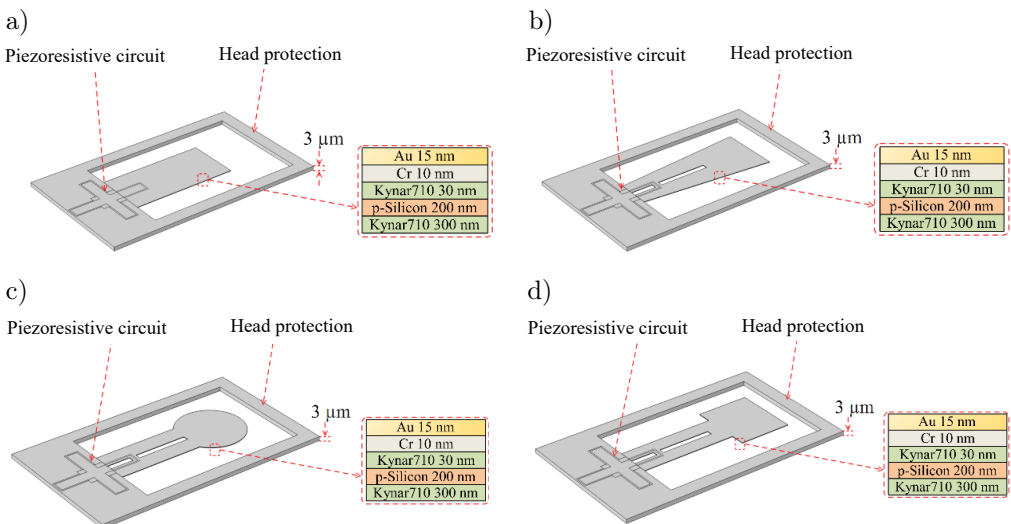 a)
Piezoresistive circuit
Head protection
3 µm
Au 15 nm
Cr 10 nm
Kynar710 30 nm
p-Silicon 200 nm
Kynar710 300 nm
b)
Piezoresistive circuit
Head protection
3 µm
Au 15 nm
Cr 10 nm
Kynar710 30 nm
p-Silicon 200 nm
Kynar710 300 nm
c)
Piezoresistive circuit
Head protection
3 µm
Au 15 nm
Cr 10 nm
Kynar710 30 nm
p-Silicon 200 nm
Kynar710 300 nm
d)
Piezoresistive circuit
Head protection
3 µm
Au 15 nm
Cr 10 nm
Kynar710 30 nm
p-Silicon 200 nm
Kynar710 300 nm